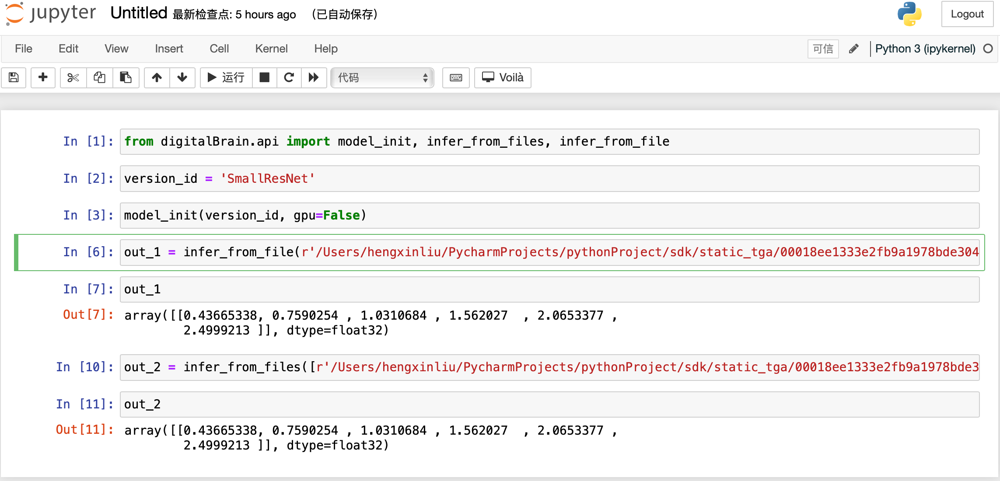 jupyter Untitled 最新检查点: 5 hours ago （已自动保存） Logout
File Edit View Insert Cell Kernel Help 可信 Python 3 (ipykernel)
运行 代码 Voilà
In [1]: from digitalBrain.api import model_init, infer_from_files, infer_from_file
In [2]: version_id = 'SmallResNet'
In [3]: model_init(version_id, gpu=False)
In [6]: out_1 = infer_from_file(r'/Users/hengxinliu/PycharmProjects/pythonProject/sdk/static_tga/00018ee1333e2fb9a1978bde304
In [7]: out_1
Out[7]: array([[0.43665338, 0.7590254 , 1.0310684 , 1.562027  , 2.0653377 ,
2.4999213 ]], dtype=float32)
In [10]: out_2 = infer_from_files([r'/Users/hengxinliu/PycharmProjects/pythonProject/sdk/static_tga/00018ee1333e2fb9a1978bde3
In [11]: out_2
Out[11]: array([[0.43665338, 0.7590254 , 1.0310684 , 1.562027  , 2.0653377 ,
2.4999213 ]], dtype=float32)